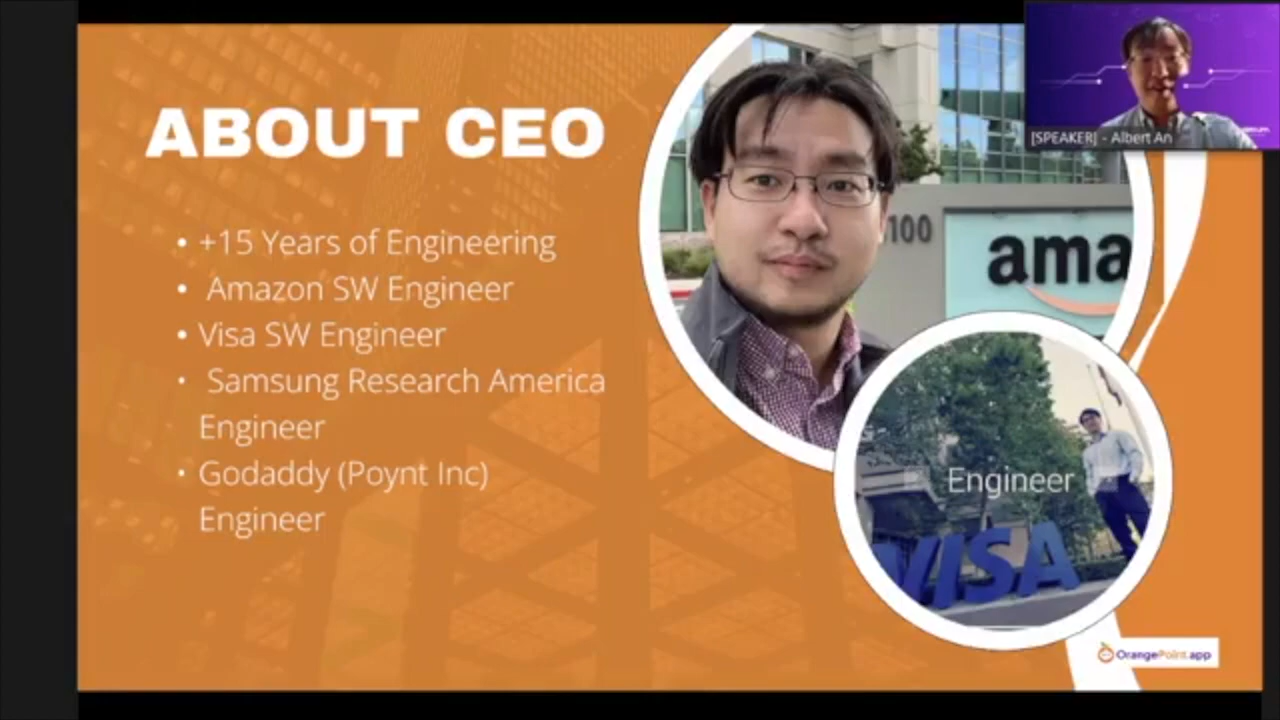 ABOUT CEO
• +15 Years of Engineering
• Amazon SW Engineer
• Visa SW Engineer
• Samsung Research America
Engineer
• Godaddy (Poynt Inc)
Engineer
100
ama
Engineer
VISA
[SPEAKER] - Albert An
OrangePoint.app